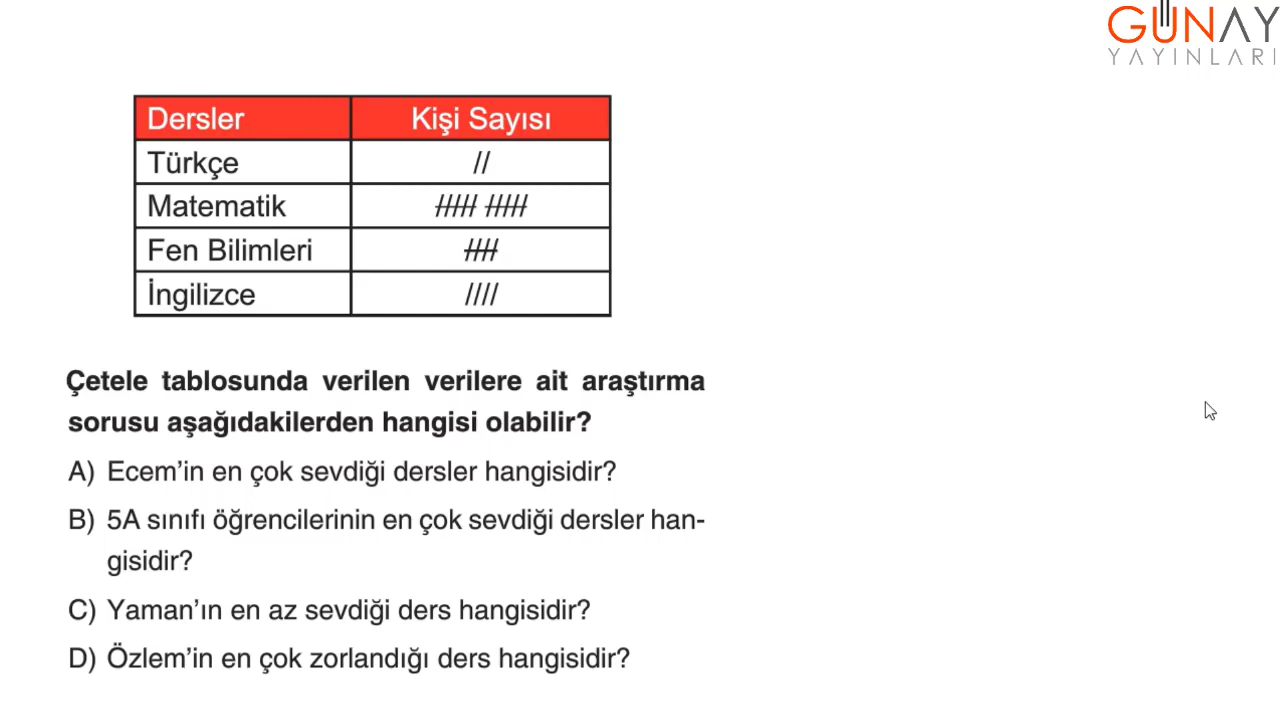 GÜNAY
YAYINLARI
Dersler Kişi Sayısı
Türkçe //
Matematik //// ////
Fen Bilimleri ///
İngilizce ////
Çetele tablosunda verilen verilere ait araştırma
sorusu aşağıdakilerden hangisi olabilir?
A) Ecem’in en çok sevdiği dersler hangisidir?
B) 5A sınıfı öğrencilerinin en çok sevdiği dersler han-
gisidir?
C) Yaman’ın en az sevdiği ders hangisidir?
D) Özlem’in en çok zorlandığı ders hangisidir?